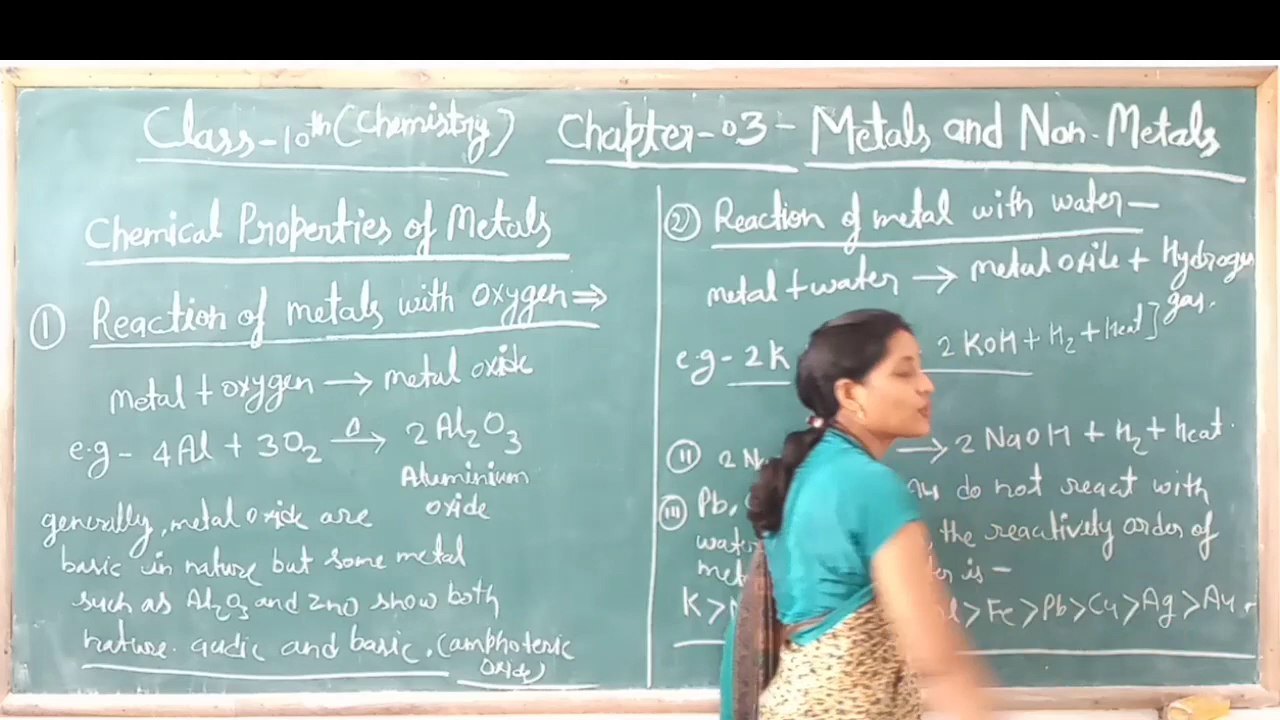 Class-10th (Chemistry) Chapter-03- Metals and Non-Metals
Chemical Properties of Metals
① Reaction of metals with oxygen ⇒
Metal + oxygen → metal oxide
e.g- 4Al + 3O₂ —Δ→ 2Al₂O₃
Aluminium
oxide
generally, metal oxide are
basic in nature but some metal
such as Al₂O₃ and ZnO show both
nature. acidic and basic. (amphoteric
oxide)
② Reaction of metal with water—
metal + water → metal oxide + Hydrogen
gas.
e.g- 2K 2KOH + H₂ + Heat]
(II) 2 → 2NaOH + H₂ + heat.
(III) Pb, do not react with
water the reactively order of
is-
K > > Fe > Pb > Cu > Ag > Au.